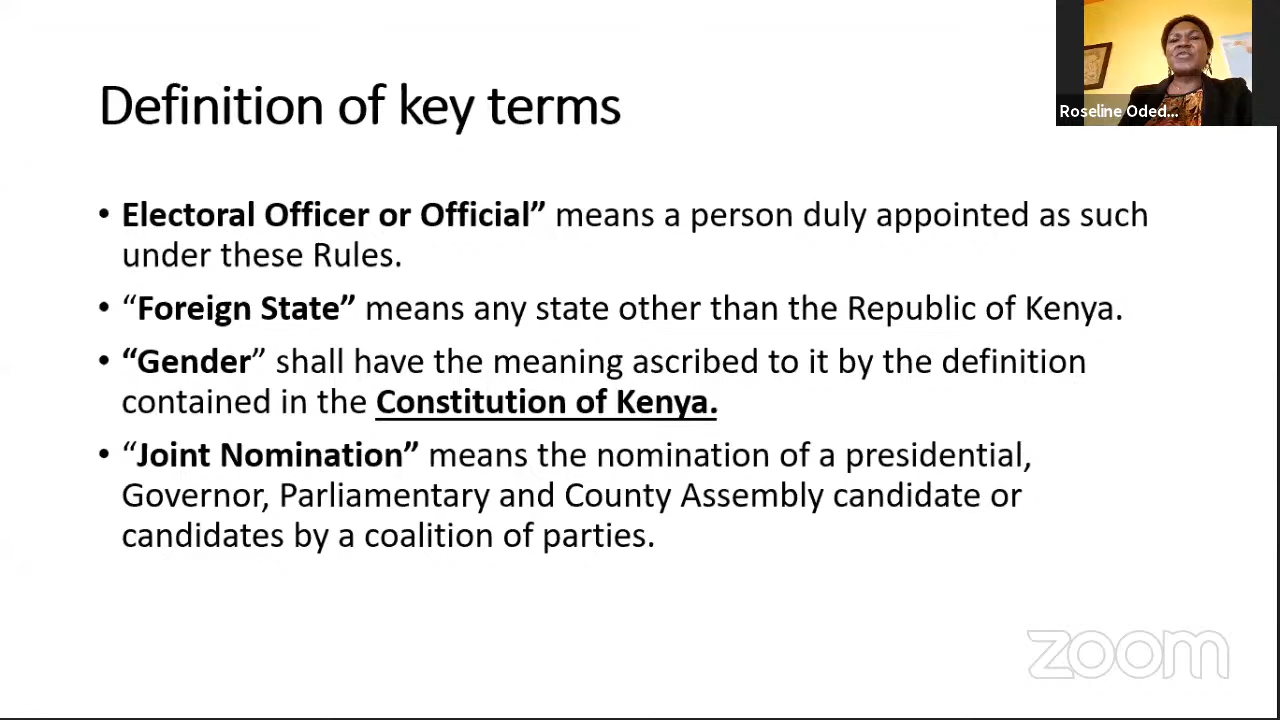 Definition of key terms
Roseline Oded...
• Electoral Officer or Official” means a person duly appointed as such
under these Rules.
• “Foreign State” means any state other than the Republic of Kenya.
• “Gender” shall have the meaning ascribed to it by the definition
contained in the Constitution of Kenya.
• “Joint Nomination” means the nomination of a presidential,
Governor, Parliamentary and County Assembly candidate or
candidates by a coalition of parties.
zoom